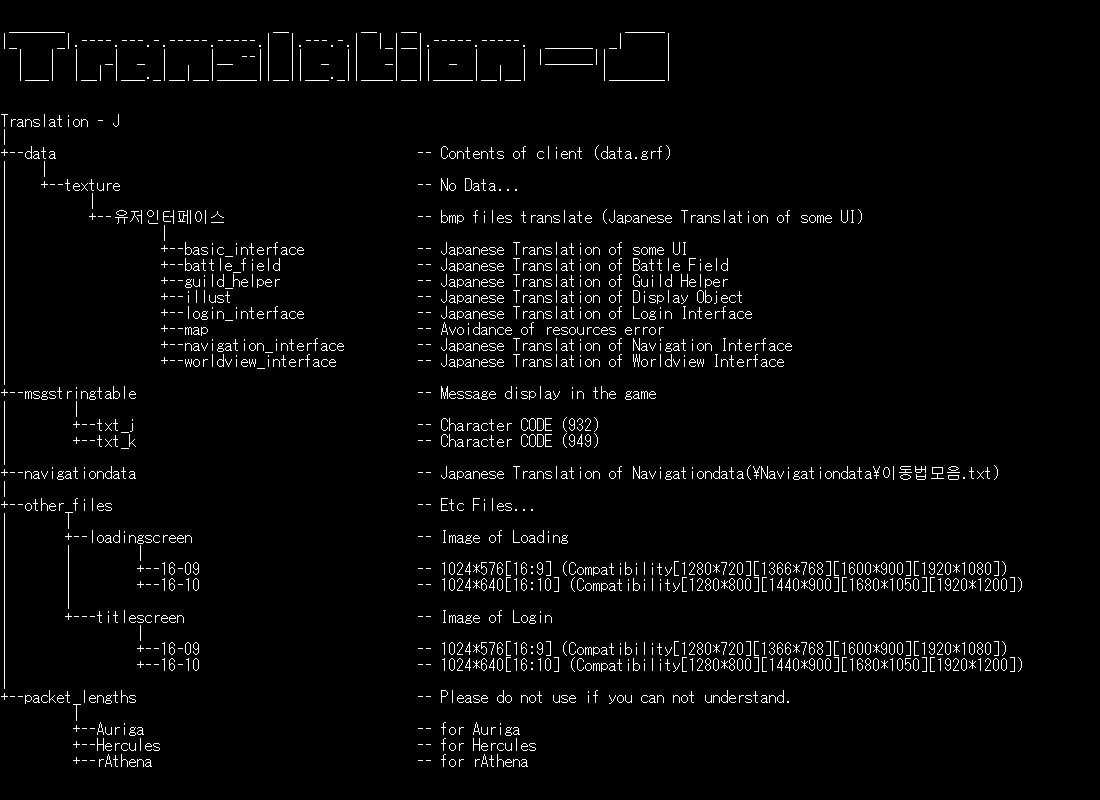 Translation - J
Translation - J
+--data -- Contents of client (data.grf)
+--texture -- No Data...
+--유저인터페이스 -- bmp files translate (Japanese Translation of some UI)
+--basic_interface -- Japanese Translation of some UI
+--battle_field -- Japanese Translation of Battle Field
+--guild_helper -- Japanese Translation of Guild Helper
+--illust -- Japanese Translation of Display Object
+--login_interface -- Japanese Translation of Login Interface
+--map -- Avoidance of resources error
+--navigation_interface -- Japanese Translation of Navigation Interface
+--worldview_interface -- Japanese Translation of Worldview Interface
+--msgstringtable -- Message display in the game
+--txt_j -- Character CODE (932)
+--txt_k -- Character CODE (949)
+--navigationdata -- Japanese Translation of Navigationdata(¥Navigationdata¥이동법모음.txt)
+--other_files -- Etc Files...
+--loadingscreen -- Image of Loading
+--16-09 -- 1024*576[16:9] (Compatibility[1280*720][1366*768][1600*900][1920*1080])
+--16-10 -- 1024*640[16:10] (Compatibility[1280*800][1440*900][1680*1050][1920*1200])
+---titlescreen -- Image of Login
+--16-09 -- 1024*576[16:9] (Compatibility[1280*720][1366*768][1600*900][1920*1080])
+--16-10 -- 1024*640[16:10] (Compatibility[1280*800][1440*900][1680*1050][1920*1200])
+--packet_lengths -- Please do not use if you can not understand.
+--Auriga -- for Auriga
+--Hercules -- for Hercules
+--rAthena -- for rAthena